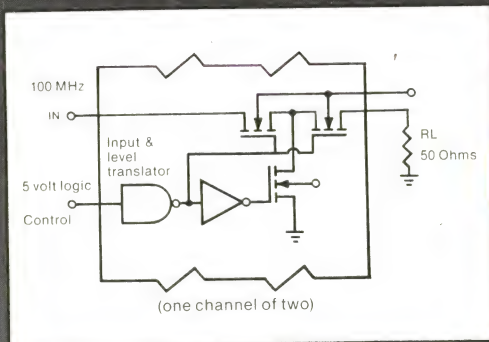 100 MHz
IN
Input &
level
translator
5 volt logic
Control
RL
50 Ohms
(one channel of two)